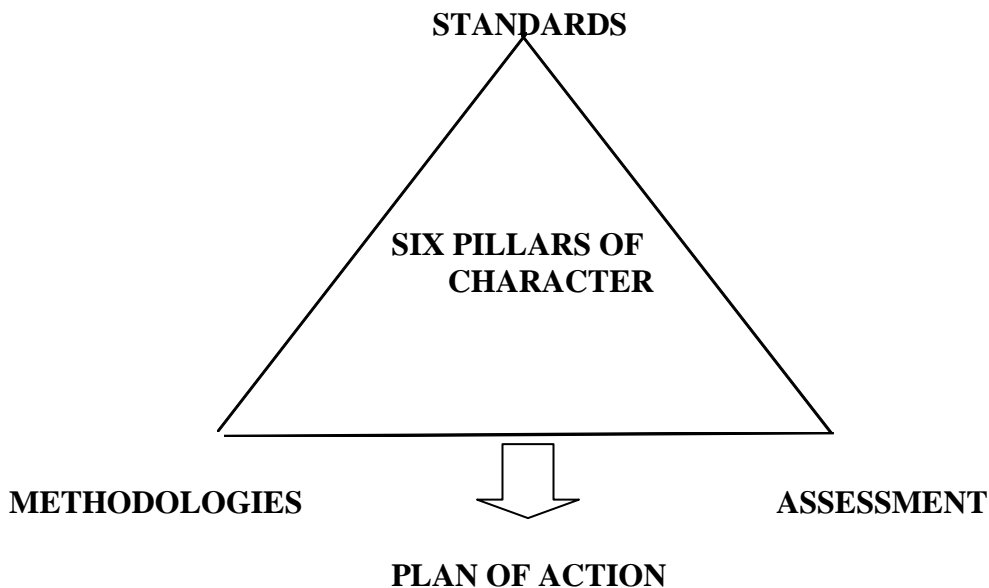 STANDARDS
SIX PILLARS OF
CHARACTER
METHODOLOGIES
ASSESSMENT
PLAN OF ACTION